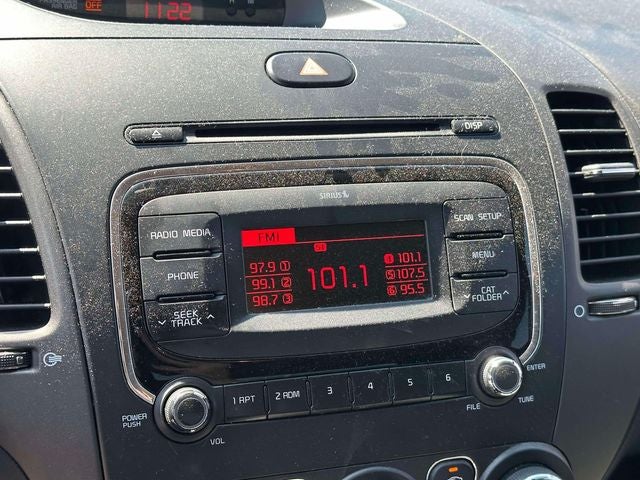 AIR BAG OFF
11:22
DISP
SIRIUS
RADIO MEDIA
PHONE
SEEK
TRACK
FM1
97.9 1
99.1 2
98.7 3
101.1
4 101.1
5 107.5
6 95.5
SCAN SETUP
MENU
CAT
FOLDER
POWER
PUSH
VOL
1 RPT
2 RDM
3
4
5
6
FILE
TUNE
ENTER